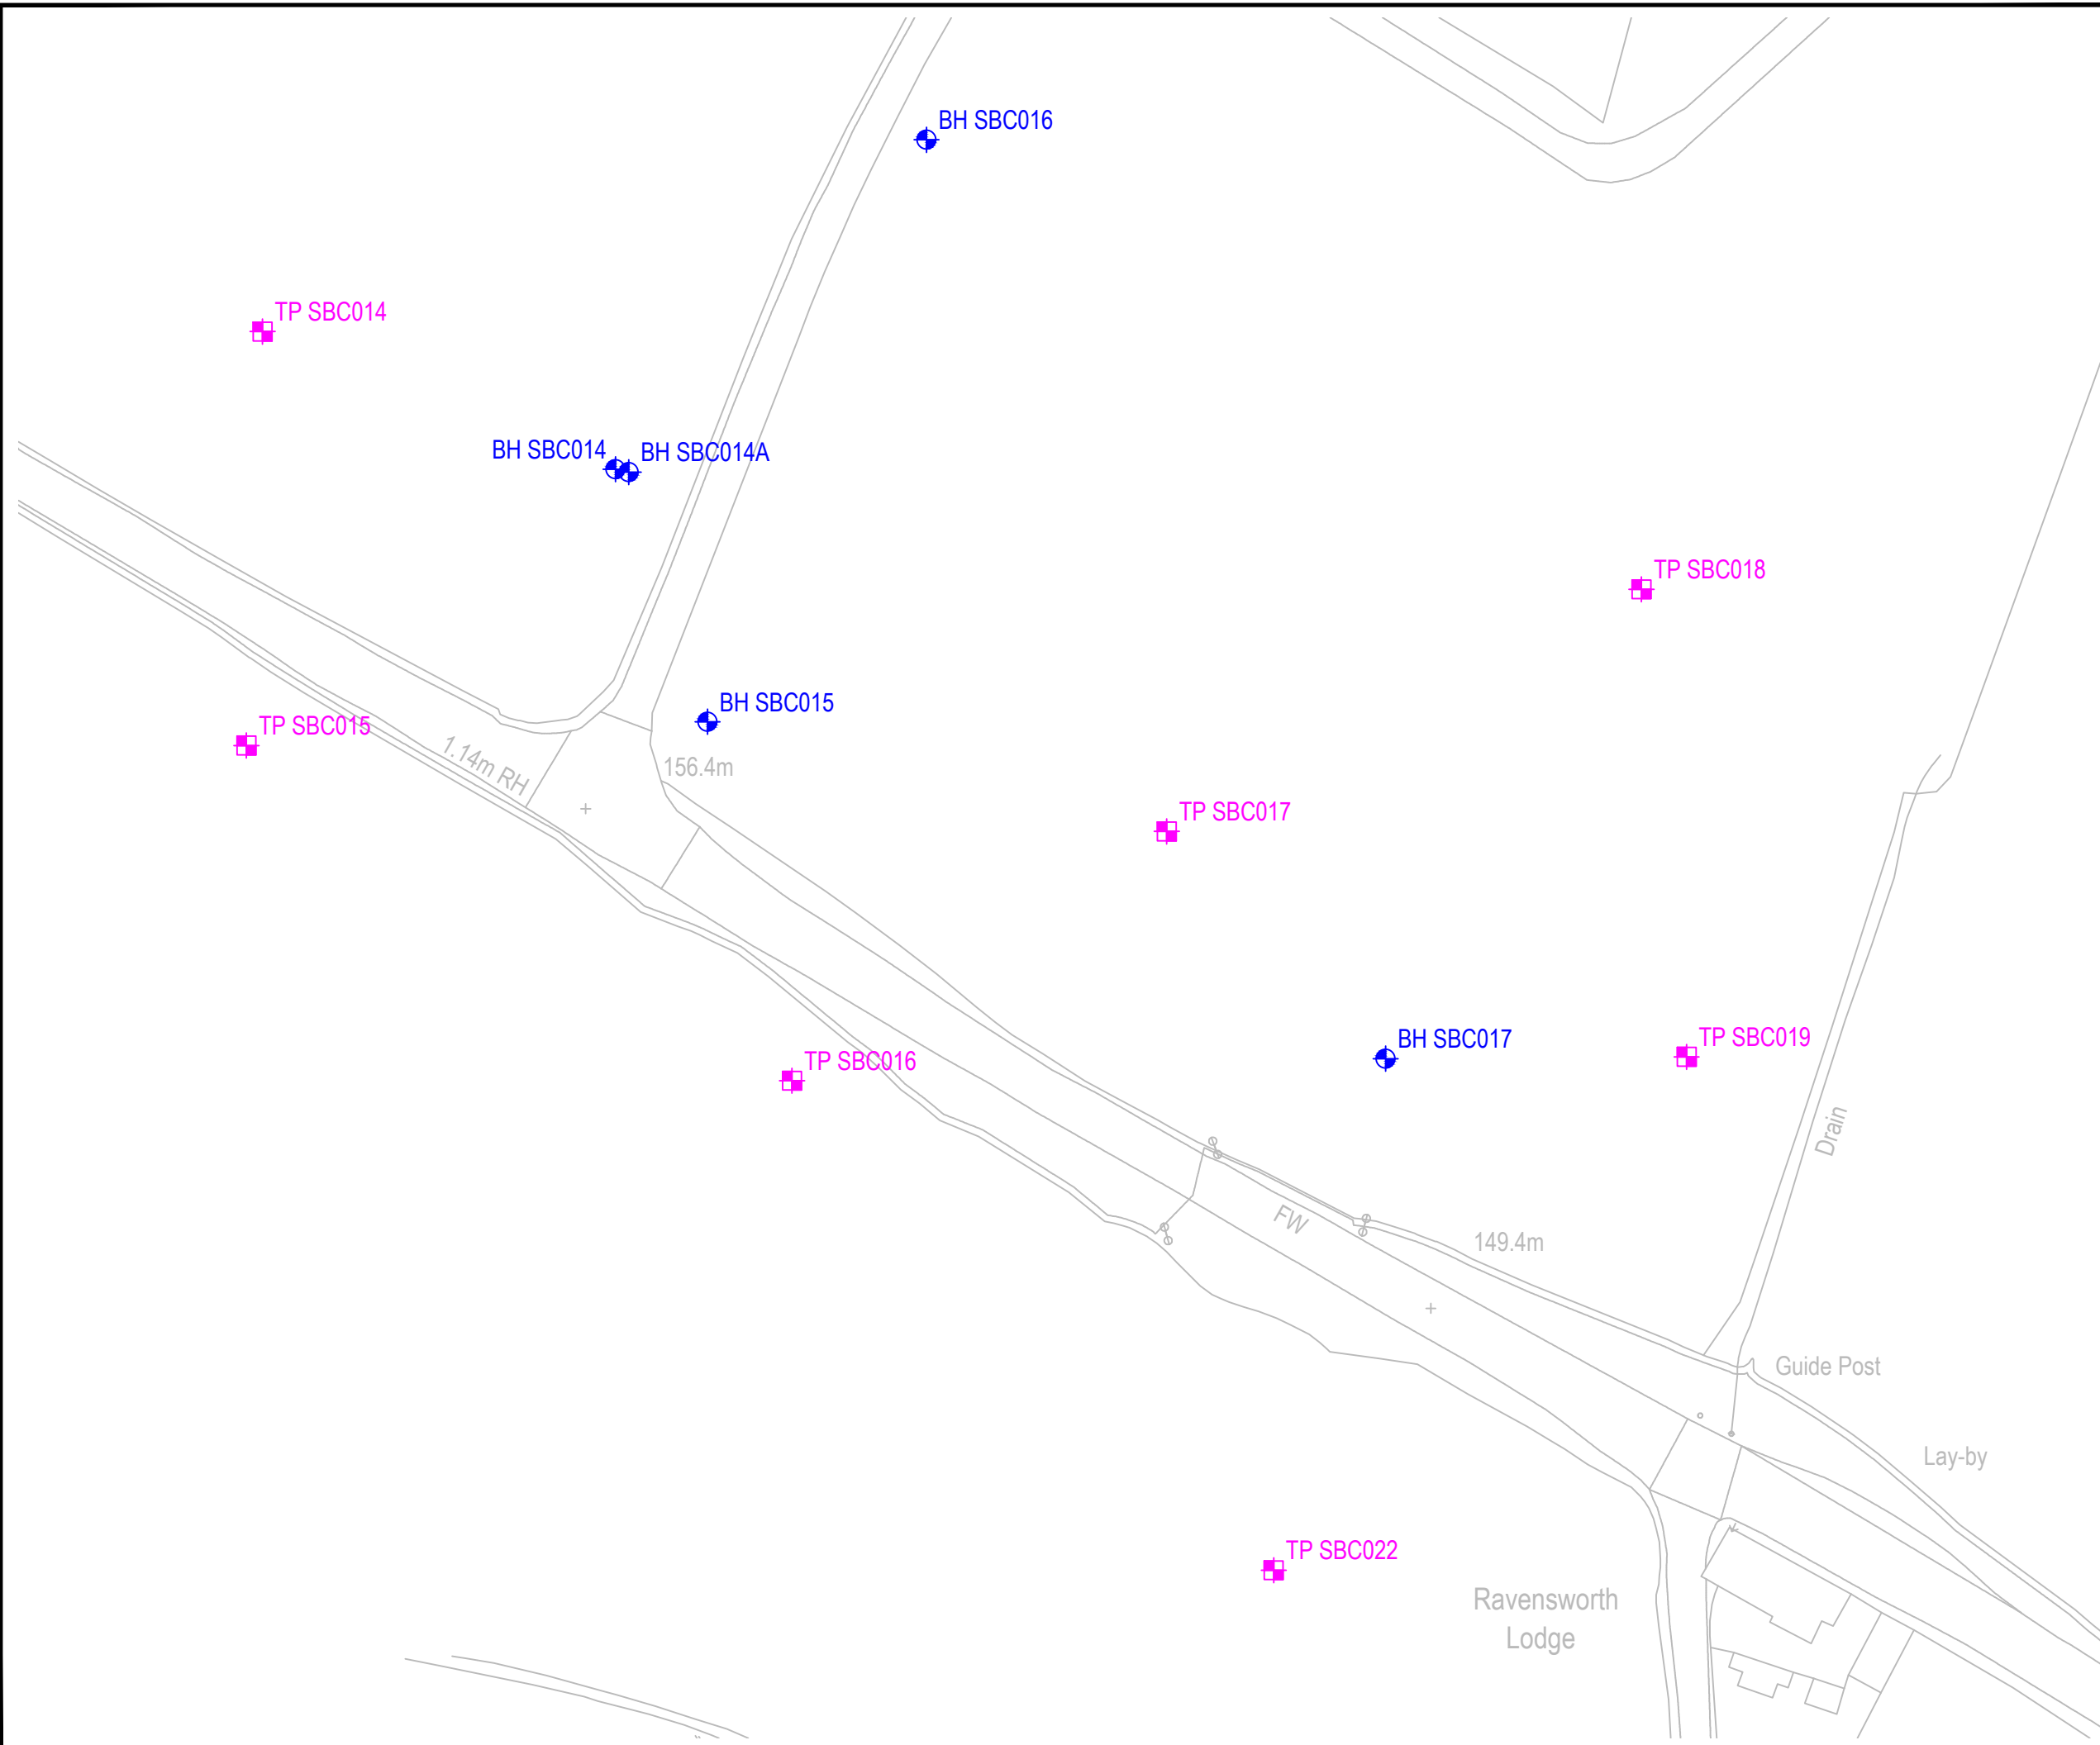 BH SBC016
TP SBC014
BH SBC014
BH SBC014A
TP SBC018
BH SBC015
TP SBC015
1.14m RH
156.4m
TP SBC017
BH SBC017
TP SBC019
TP SBC016
Drain
FW
149.4m
Guide Post
Lay-by
TP SBC022
Ravensworth
Lodge